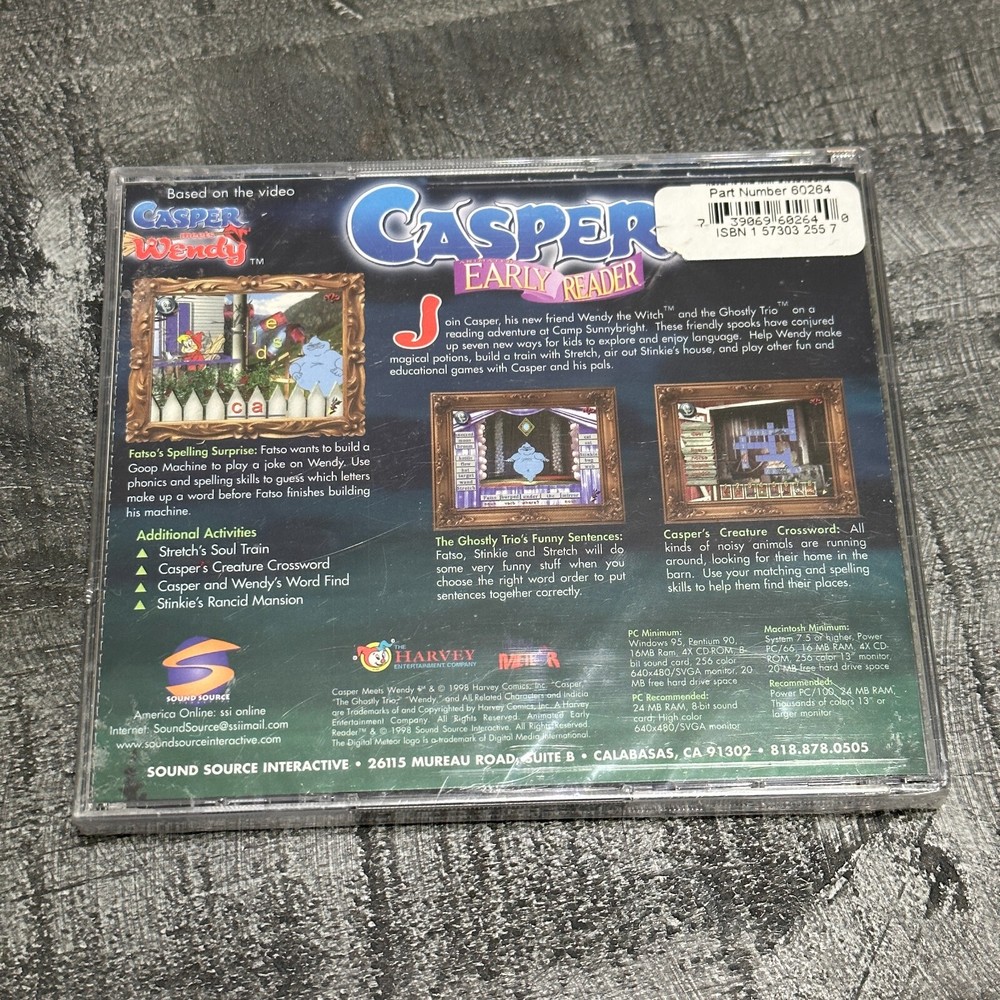 Based on the video
CASPER
meets
Wendy
TM
CASPER
ANIMATED
EARLY READER
Part Number 60264
7 39069 60264 0
ISBN 1 57303 255 7
Join Casper, his new friend Wendy the Witch™ and the Ghostly Trio™ on a
reading adventure at Camp Sunnybright. These friendly spooks have conjured
up seven new ways for kids to explore and enjoy language. Help Wendy make
magical potions, build a train with Stretch, air out Stinkie's house, and play other fun and
educational games with Casper and his pals.
e
d
e
c a
Fatso's Spelling Surprise: Fatso wants to build a
Goop Machine to play a joke on Wendy. Use
phonics and spelling skills to guess which letters
make up a word before Fatso finishes building
his machine.
Additional Activities
Stretch's Soul Train
Casper's Creature Crossword
Casper and Wendy's Word Find
Stinkie's Rancid Mansion
The Ghostly Trio's Funny Sentences:
Fatso, Stinkie and Stretch will do
some very funny stuff when you
choose the right word order to put
sentences together correctly.
Casper's Creature Crossword: All
kinds of noisy animals are running
around, looking for their home in the
barn. Use your matching and spelling
skills to help them find their places.
SOUND SOURCE
America Online: ssi online
Internet: SoundSource@ssiimail.com
www.soundsourceinteractive.com
THE
HARVEY
ENTERTAINMENT COMPANY
Casper Meets Wendy ™ & © 1998 Harvey Comics, Inc. "Casper,"
"The Ghostly Trio," "Wendy," and All Related Characters and indicia
are Trademarks of and Copyrighted by Harvey Comics, Inc. A Harvey
Entertainment Company. All Rights Reserved. Animated Early
Reader™ & © 1998 Sound Source Interactive. All Rights Reserved.
The Digital Meteor logo is a trademark of Digital Media International.
PC Minimum:
Windows 95, Pentium 90,
16MB Ram, 4X CD-ROM, 8-
bit sound card, 256 color
640x480/SVGA monitor, 20
MB free hard drive space
PC Recommended:
24 MB RAM, 8-bit sound
card, High color
640x480/SVGA monitor
Macintosh Minimum:
System 7.5 or higher, Power
PC/66, 16 MB RAM, 4X CD-
ROM, 256 color 13" monitor,
20 MB free hard drive space
Recommended:
Power PC/100, 24 MB RAM,
Thousands of colors 13" or
larger monitor
SOUND SOURCE INTERACTIVE • 26115 MUREAU ROAD, SUITE B • CALABASAS, CA 91302 • 818.878.0505